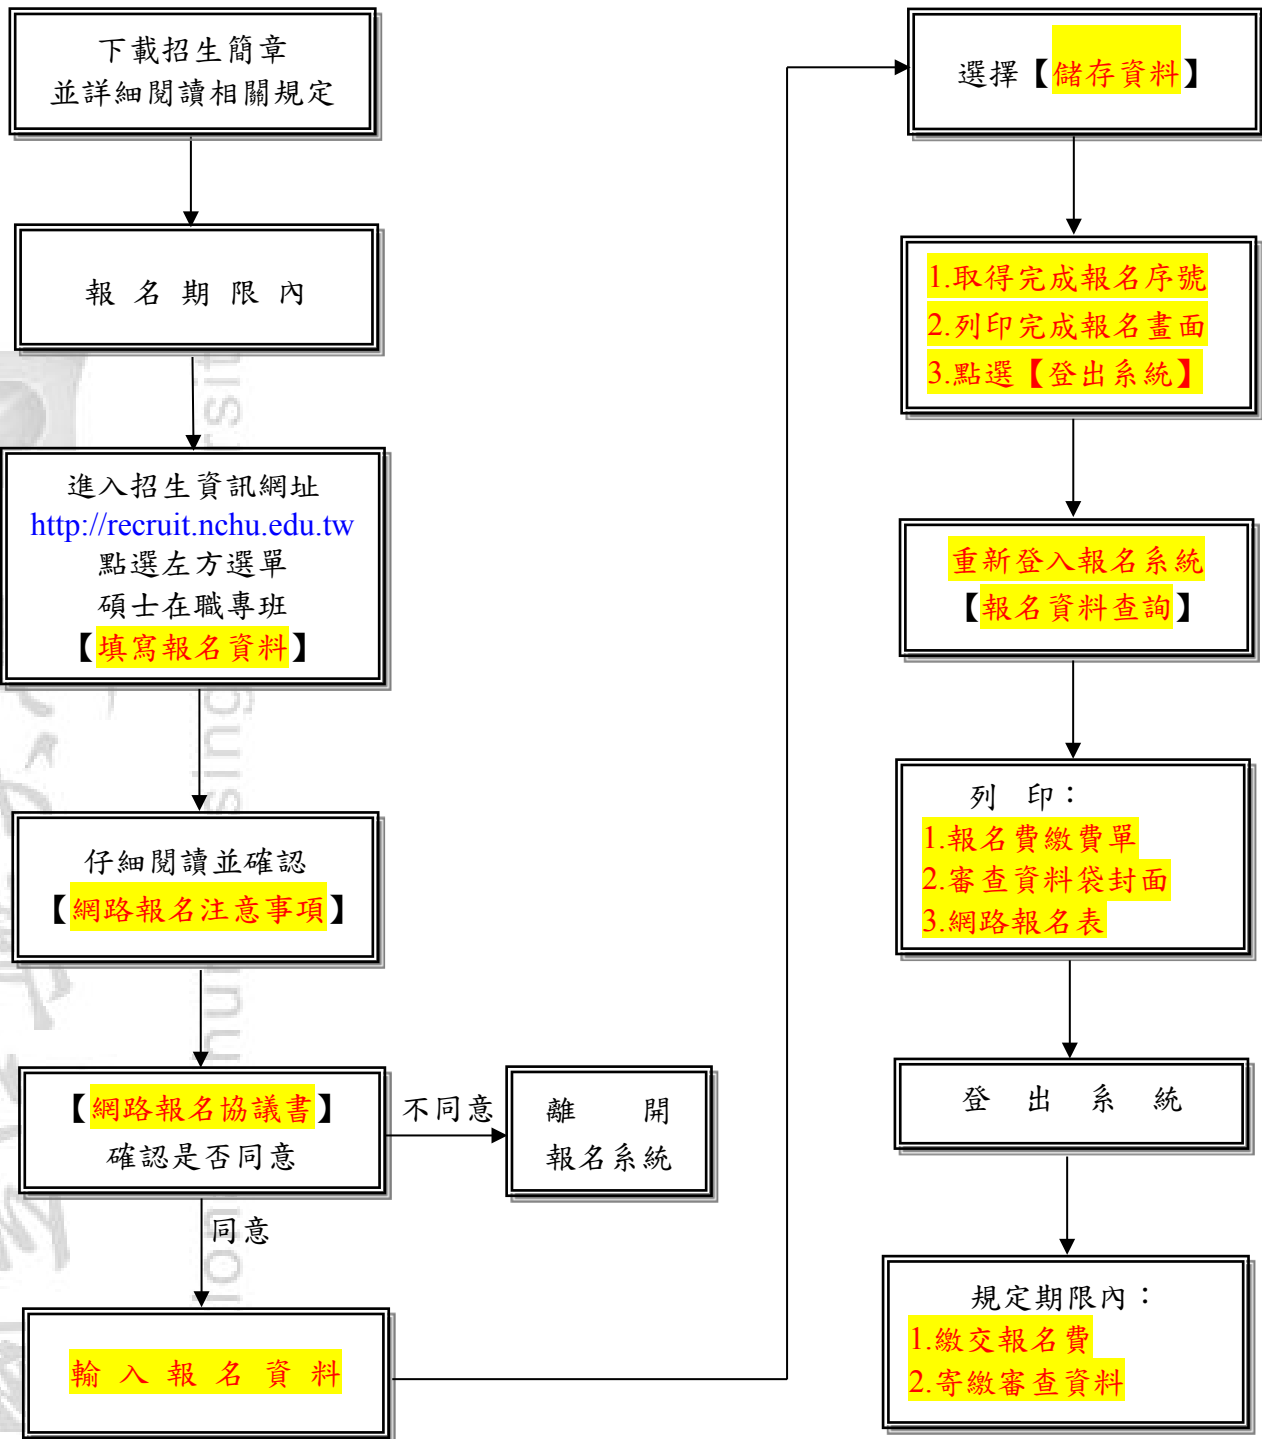 下載招生簡章
並詳細閱讀相關規定
報 名 期 限 內
進入招生資訊網址
http://recruit.nchu.edu.tw
點選左方選單
碩士在職專班
【填寫報名資料】
仔細閱讀並確認
【網路報名注意事項】
【網路報名協議書】
確認是否同意
不同意
離 開
報名系統
同意
輸 入 報 名 資 料
選擇【儲存資料】
1.取得完成報名序號
2.列印完成報名畫面
3.點選【登出系統】
重新登入報名系統
【報名資料查詢】
列 印：
1.報名費繳費單
2.審查資料袋封面
3.網路報名表
登 出 系 統
規定期限內：
1.繳交報名費
2.寄繳審查資料